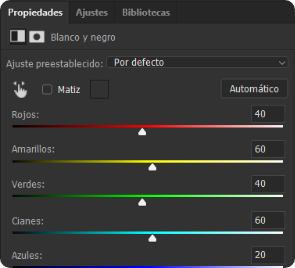 Propiedades Ajustes Bibliotecas
Blanco y negro
Ajuste preestablecido: Por defecto
Matiz Automático
Rojos: 40
Amarillos: 60
Verdes: 40
Cianes: 60
Azules: 20